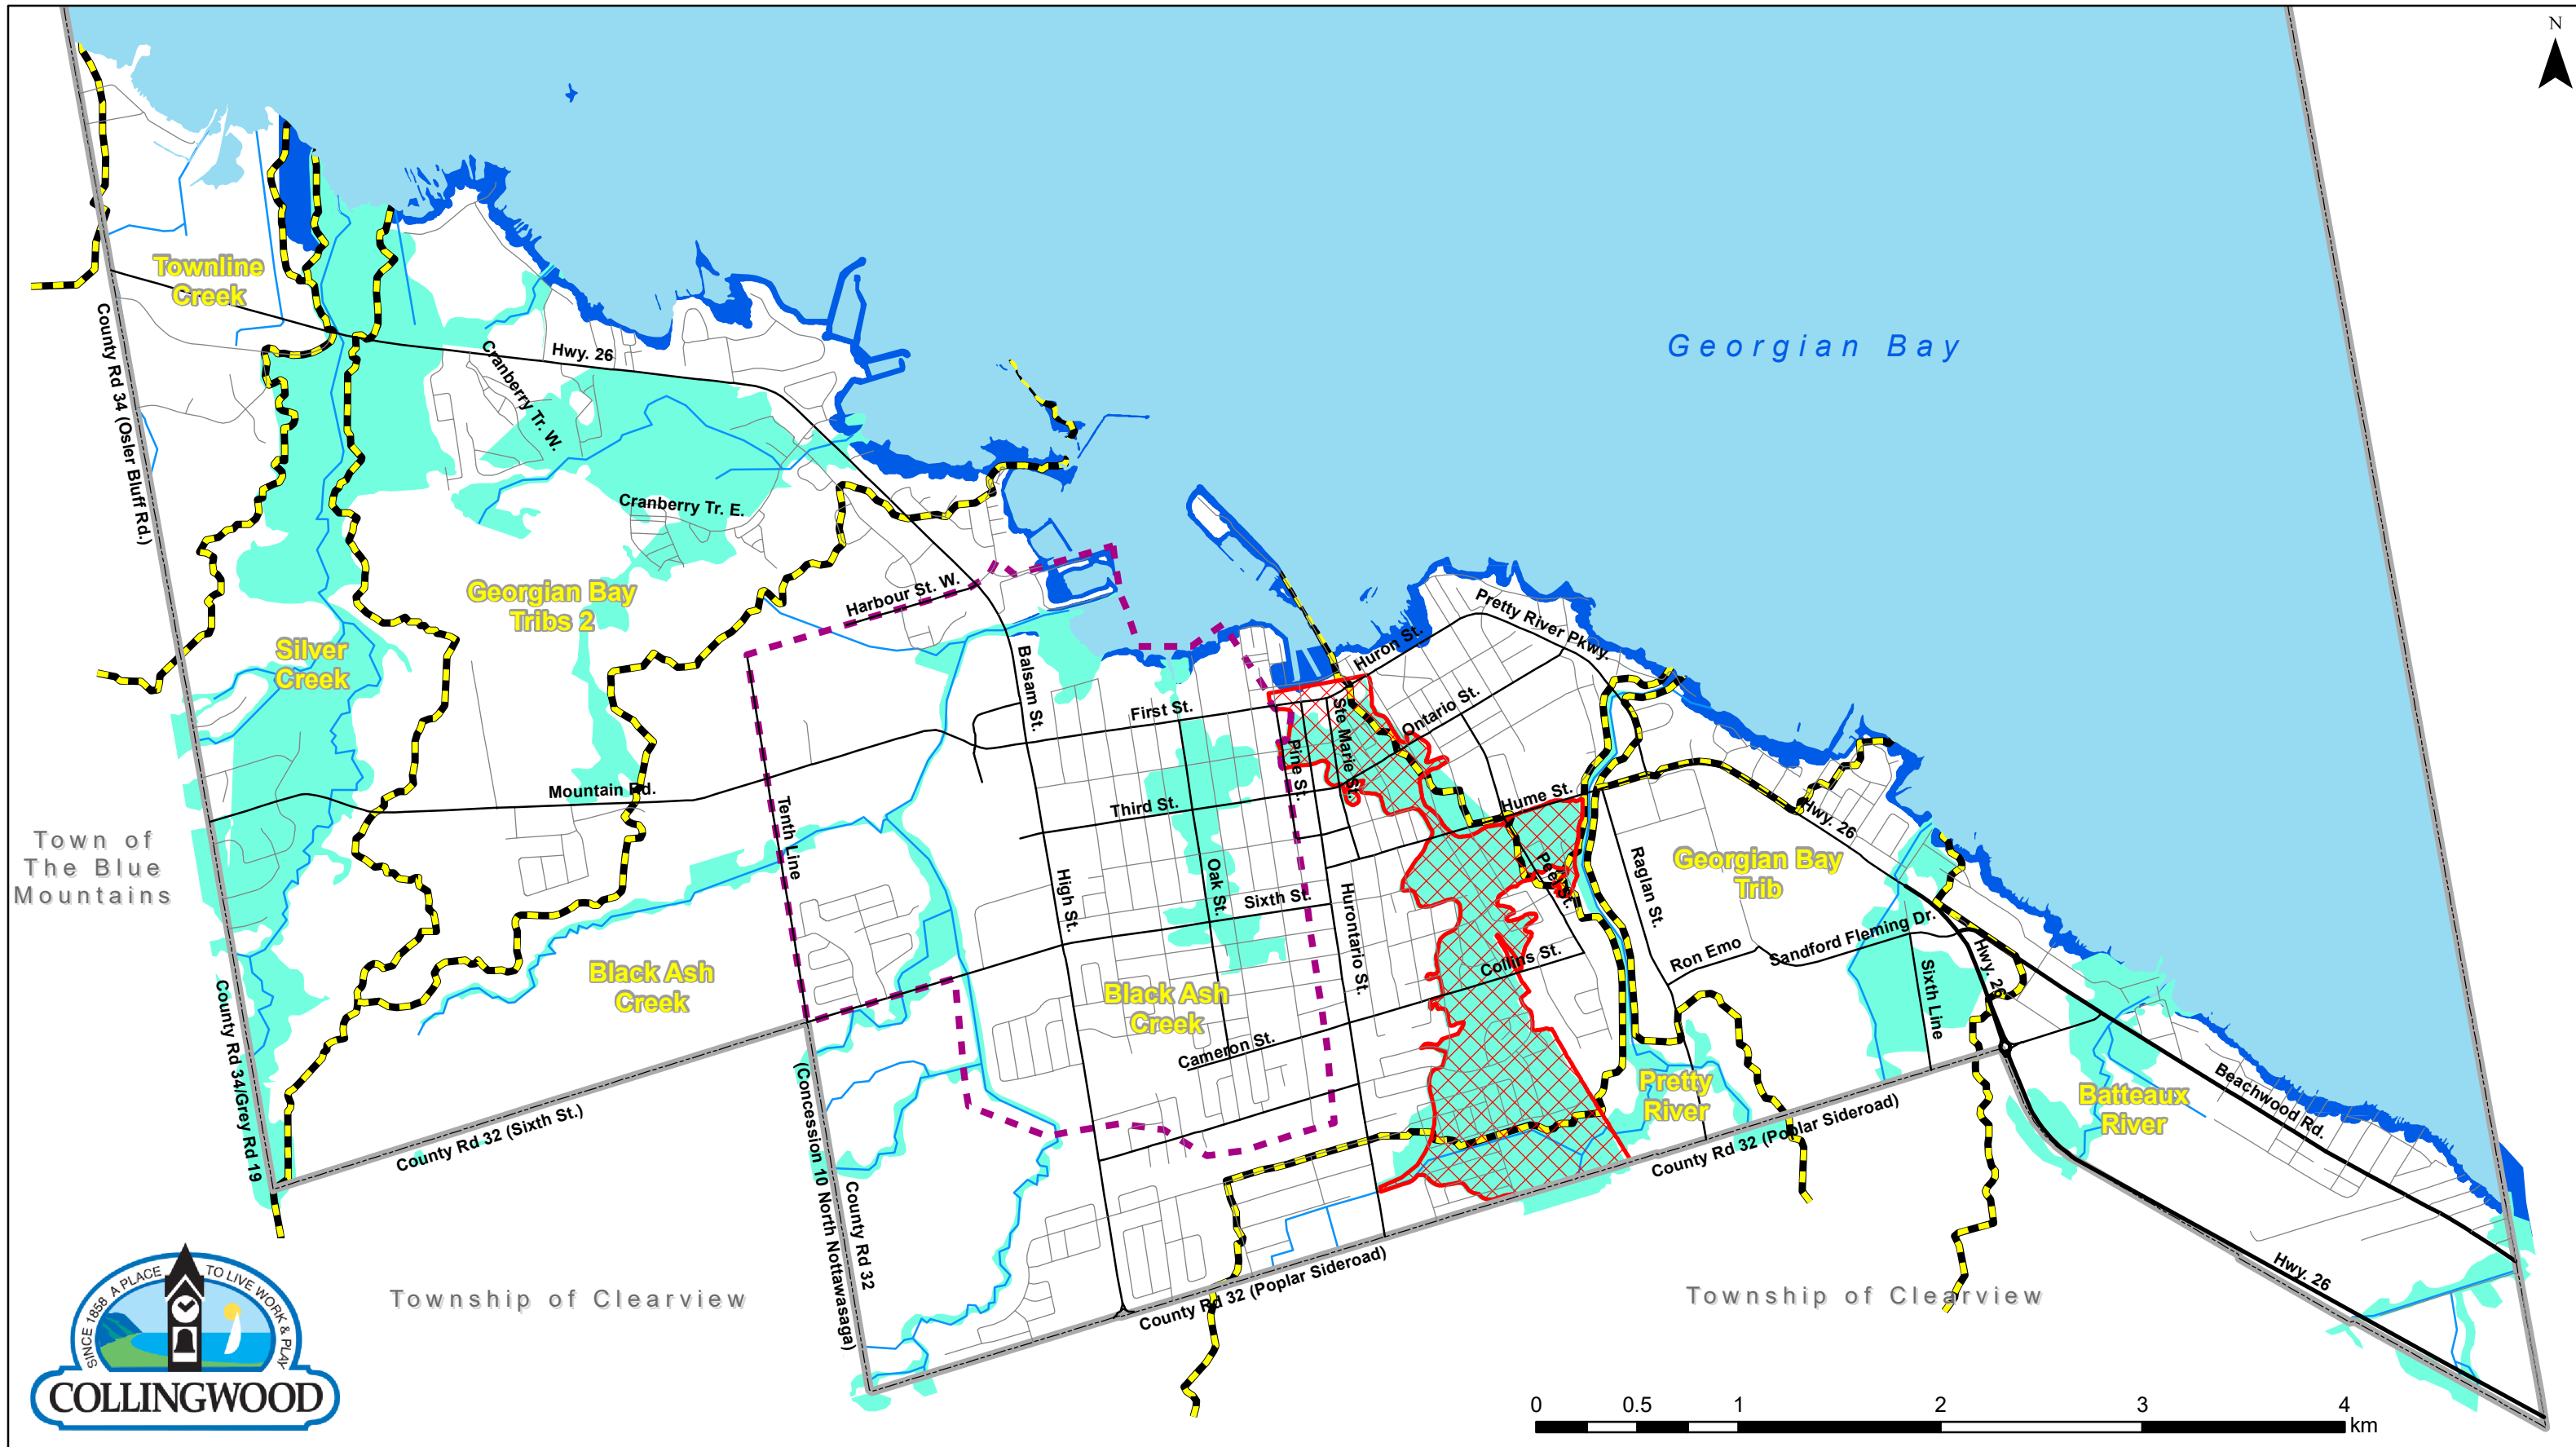 N
Georgian Bay
Townline
Creek
County Rd 34 (Osler Bluff Rd.)
Hwy. 26
Cranberry Tr. W.
Cranberry Tr. E.
Georgian Bay
Tribs 2
Harbour St. W.
Silver
Creek
Balsam St.
First St.
Huron St.
Pretty River Pkwy.
Ontario St.
Ste. Marie St.
Pine St.
Mountain Rd.
Third St.
Hume St.
Hwy. 26
Town of
The Blue
Mountains
Tenth Line
High St.
Oak St.
Sixth St.
Hurontario St.
Peel St.
Raglan St.
Georgian Bay
Trib
Black Ash
Creek
Black Ash
Creek
Collins St.
Ron Emo
Sandford Fleming Dr.
Sixth Line
Hwy. 26
County Rd 34/Grey Rd 19
Cameron St.
Pretty
River
Batteaux
River
Beachwood Rd.
County Rd 32 (Sixth St.)
(Concession 10 North Nottawasaga)
County Rd 32
County Rd 32 (Poplar Sideroad)
County Rd 32 (Poplar Sideroad)
Hwy. 26
Township of Clearview
Township of Clearview
SINCE 1858 A PLACE TO LIVE WORK & PLAY
COLLINGWOOD
0 0.5 1 2 3 4
km